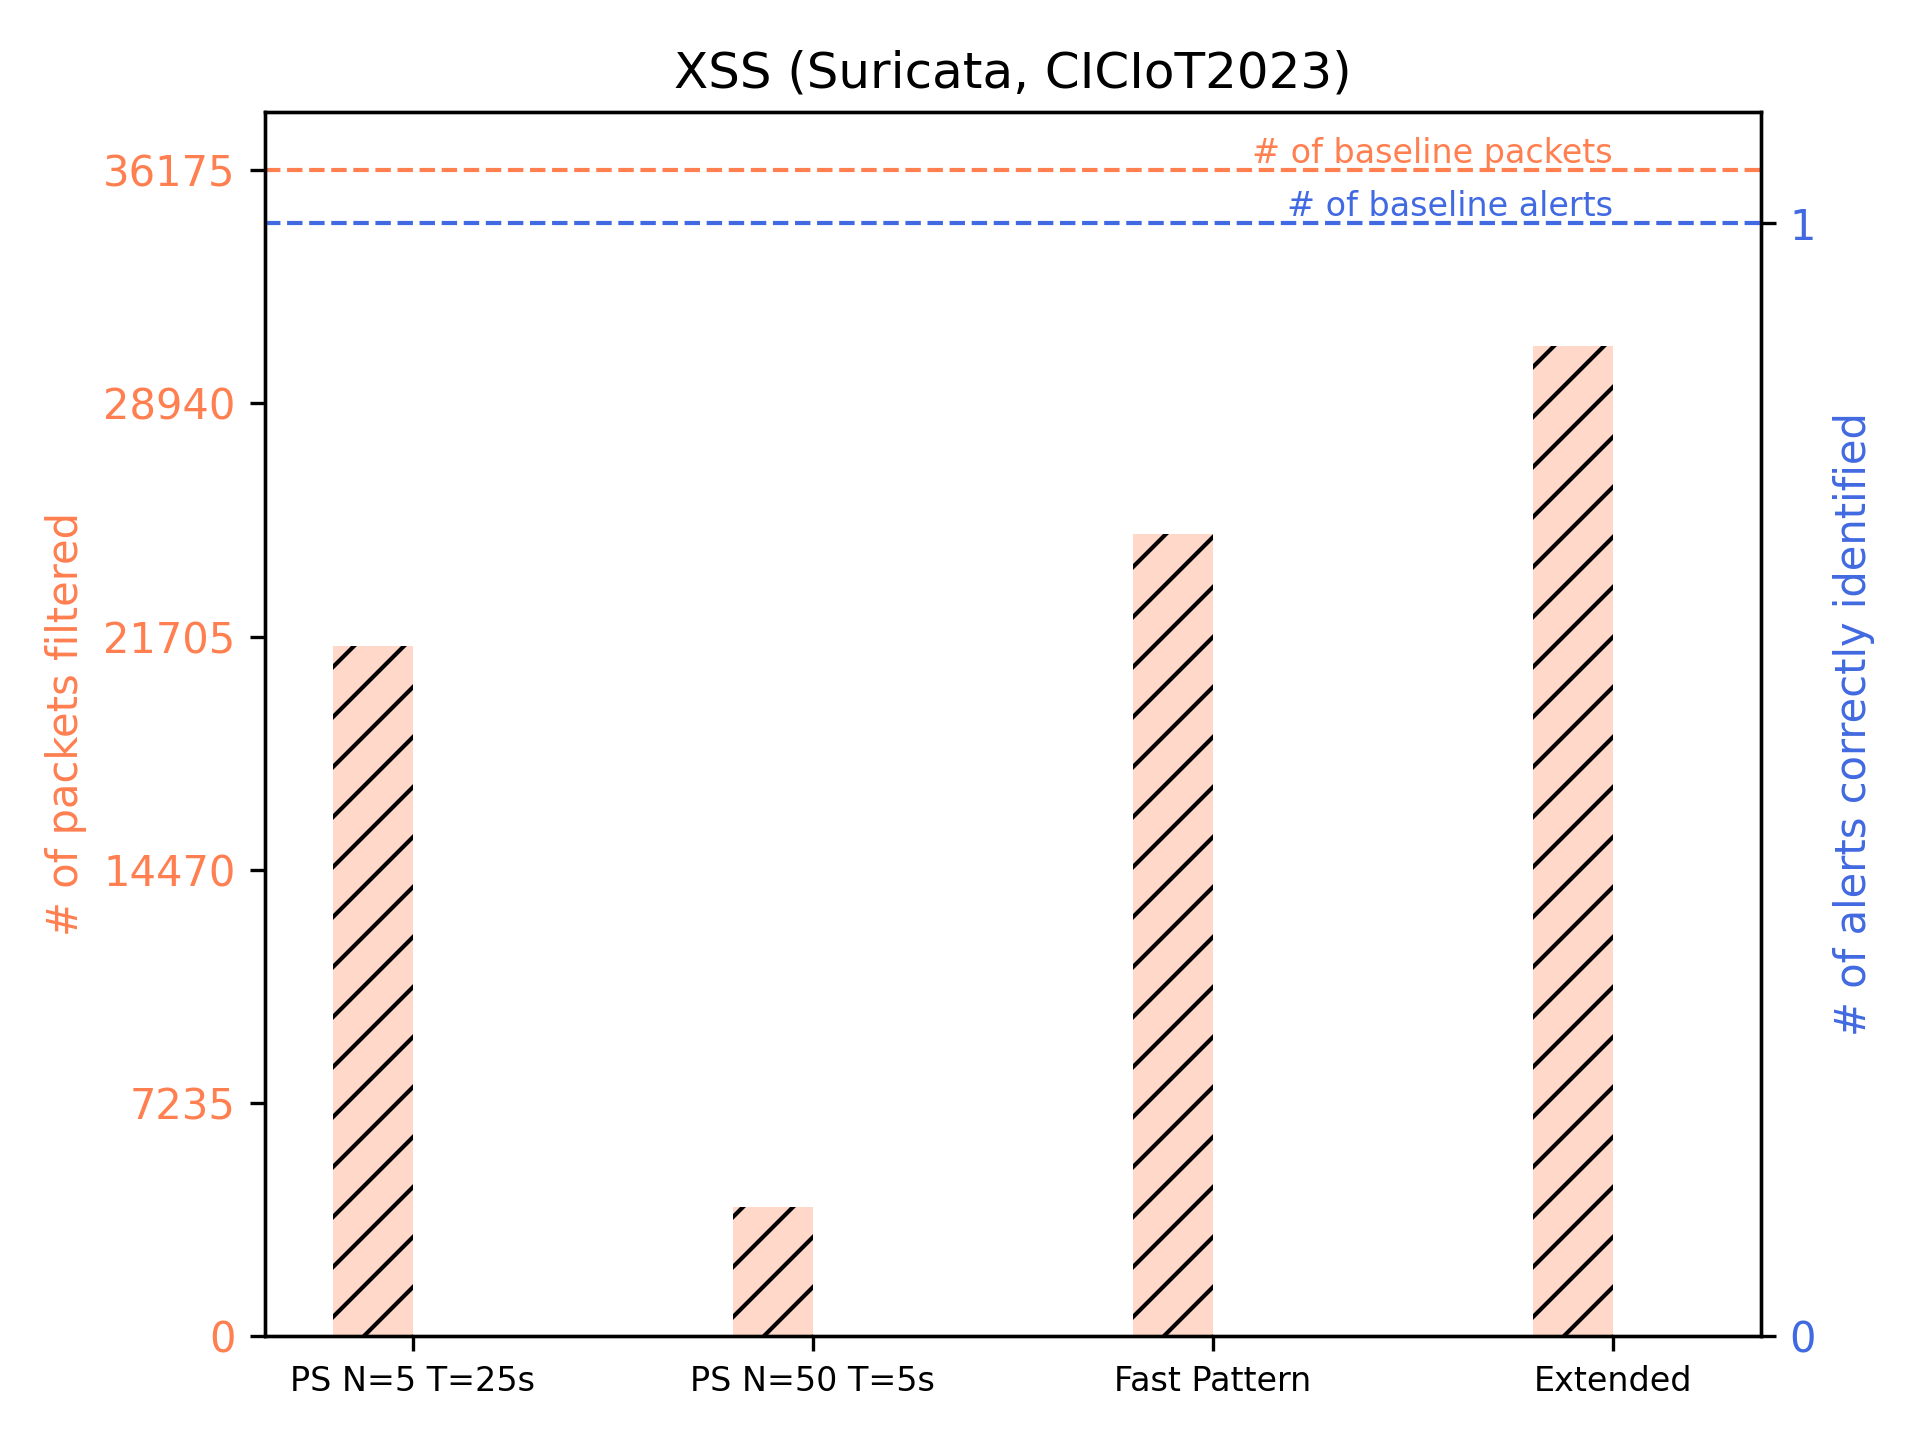 XSS (Suricata, CICIoT2023)
# of baseline packets
# of baseline alerts
36175
28940
21705
14470
7235
0
# of packets filtered
1
0
# of alerts correctly identified
PS N=5 T=25s
PS N=50 T=5s
Fast Pattern
Extended